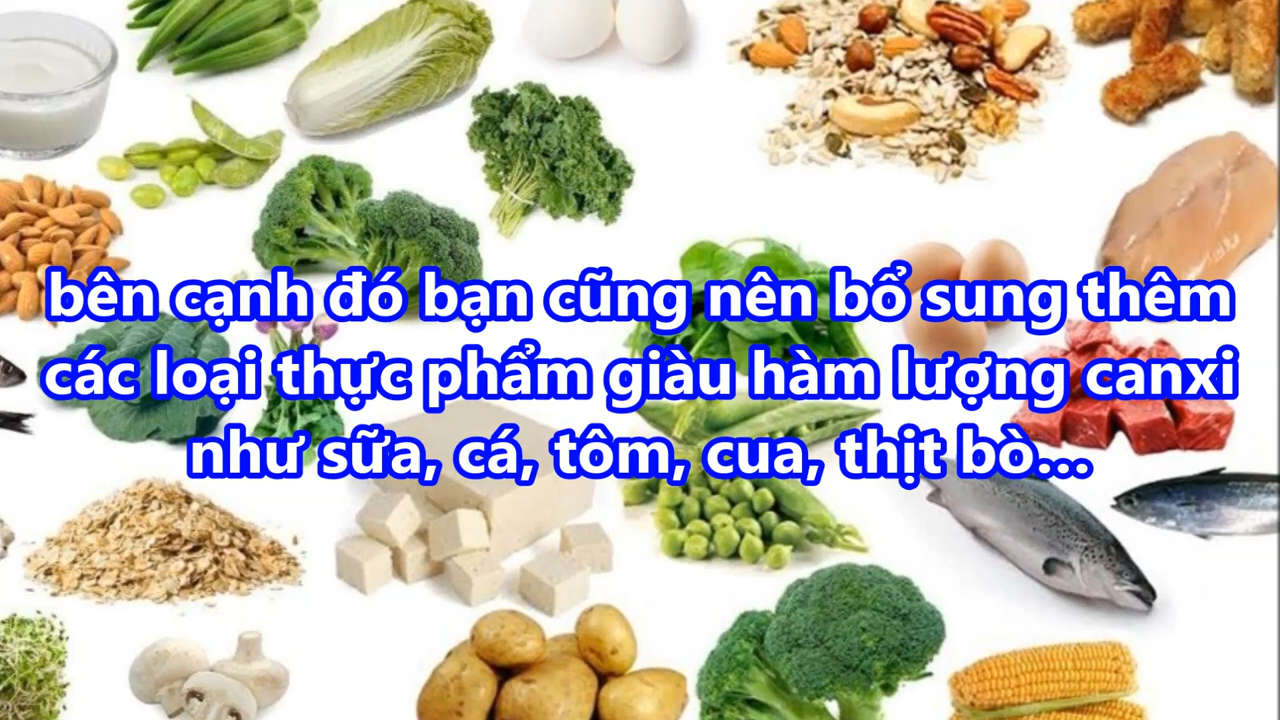 bên cạnh đó bạn cũng nên bổ sung thêm
các loại thực phẩm giàu hàm lượng canxi
như sữa, cá, tôm, cua, thịt bò...